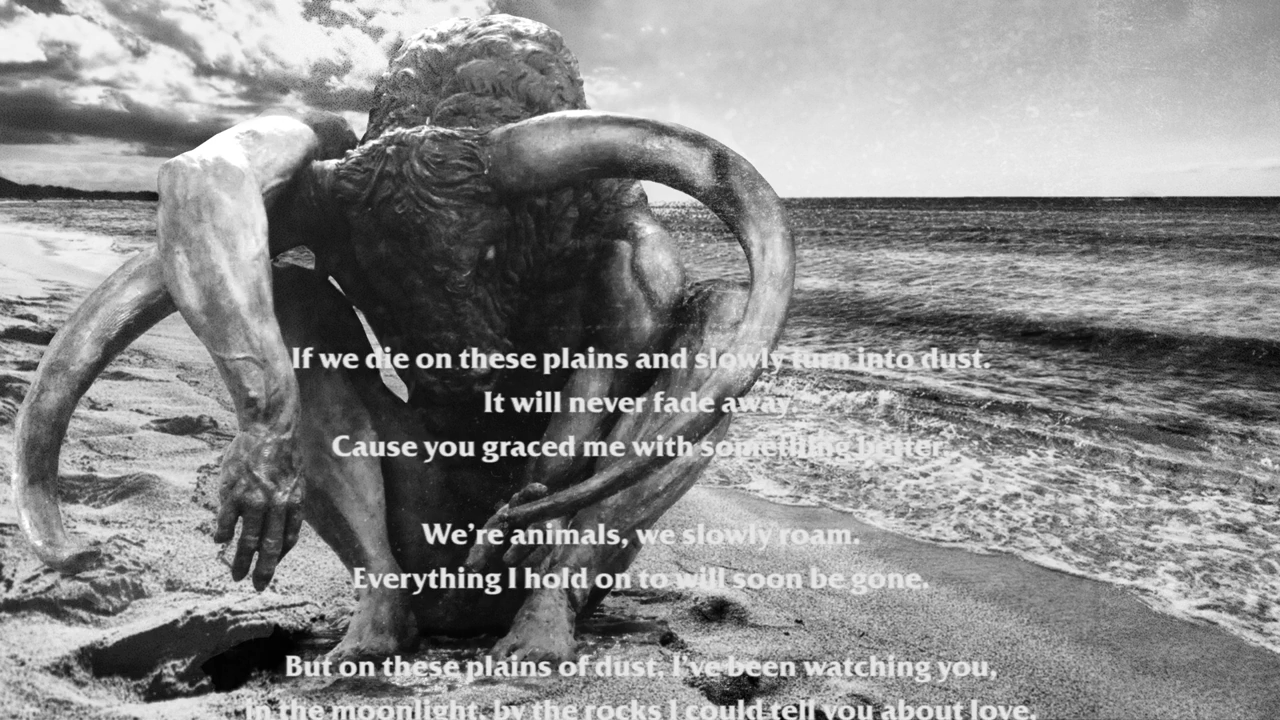 If we die on these plains and slowly turn into dust.
It will never fade away.
Cause you graced me with something better.
We're animals, we slowly roam.
Everything I hold on to will soon be gone.
But on these plains of dust, I've been watching you,
in the moonlight, by the rocks I could tell you about love.